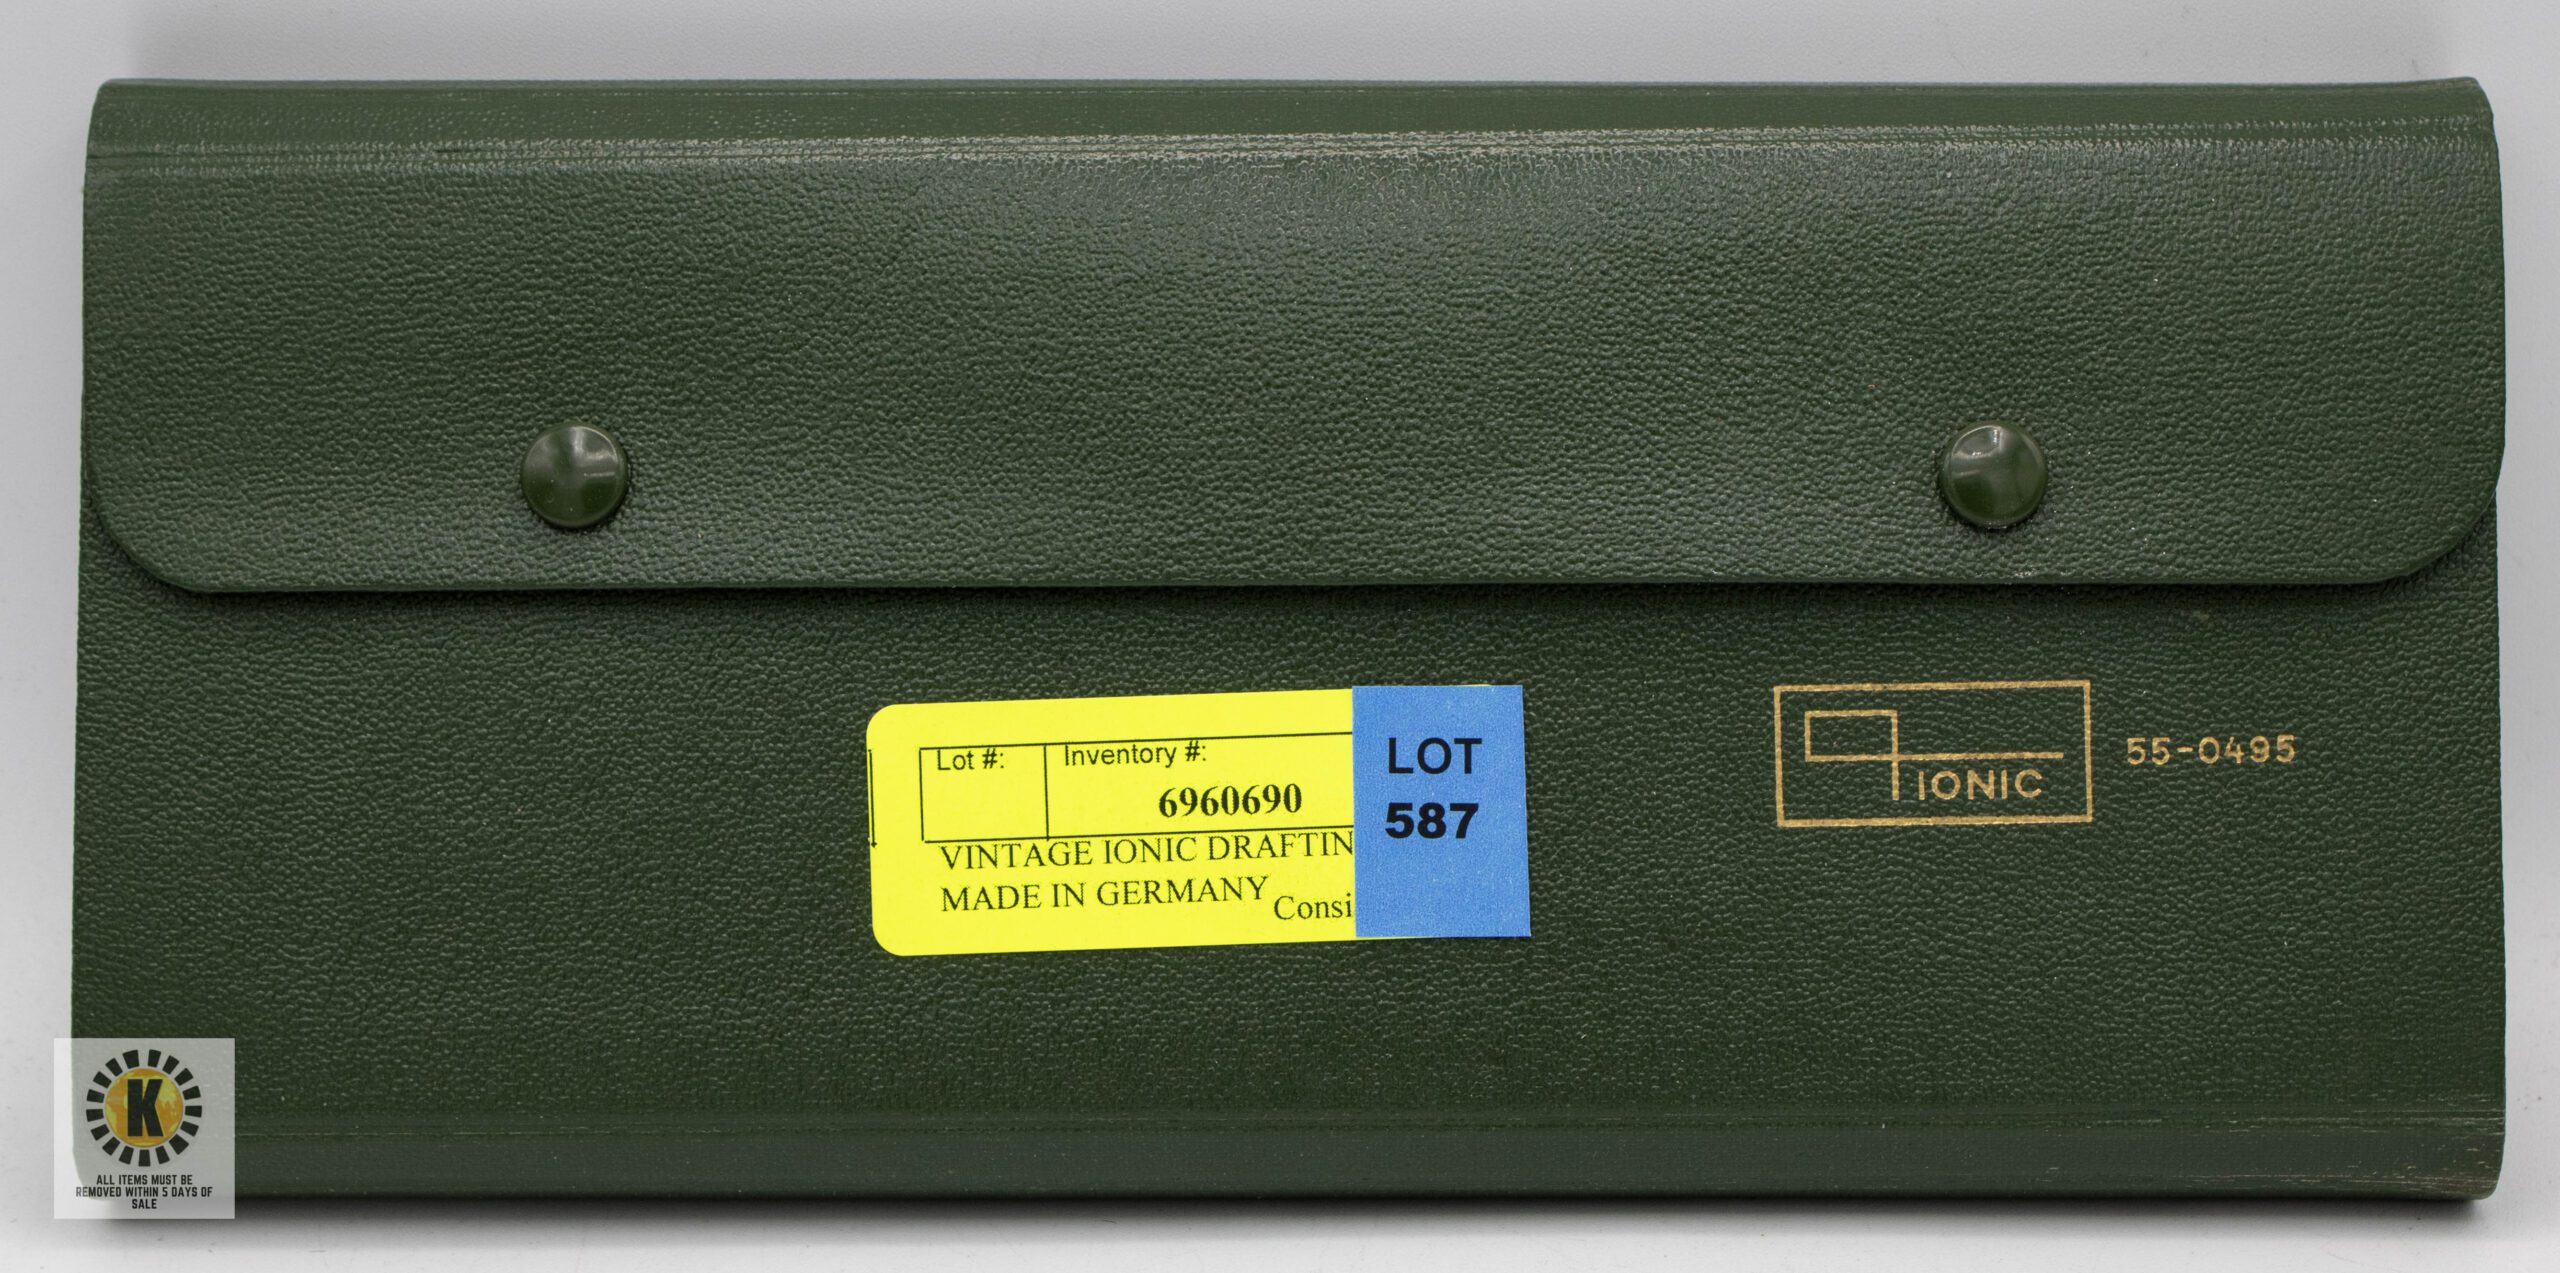 Lot #: Inventory #:
6960690
VINTAGE IONIC DRAFTIN
MADE IN GERMANY
Consi
LOT
587
IONIC
55-0495
K
ALL ITEMS MUST BE
REMOVED WITHIN 5 DAYS OF
SALE